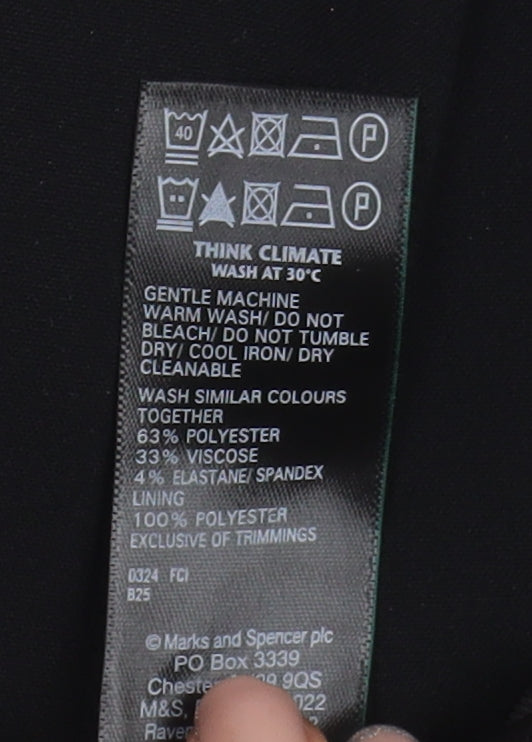 40 P
P
THINK CLIMATE
WASH AT 30°C
GENTLE MACHINE
WARM WASH/ DO NOT
BLEACH/ DO NOT TUMBLE
DRY/ COOL IRON/ DRY
CLEANABLE
WASH SIMILAR COLOURS
TOGETHER
63% POLYESTER
33% VISCOSE
4% ELASTANE/ SPANDEX
LINING
100% POLYESTER
EXCLUSIVE OF TRIMMINGS
0324 FCI
B25
© Marks and Spencer plc
PO Box 3339
9QS
M&S,